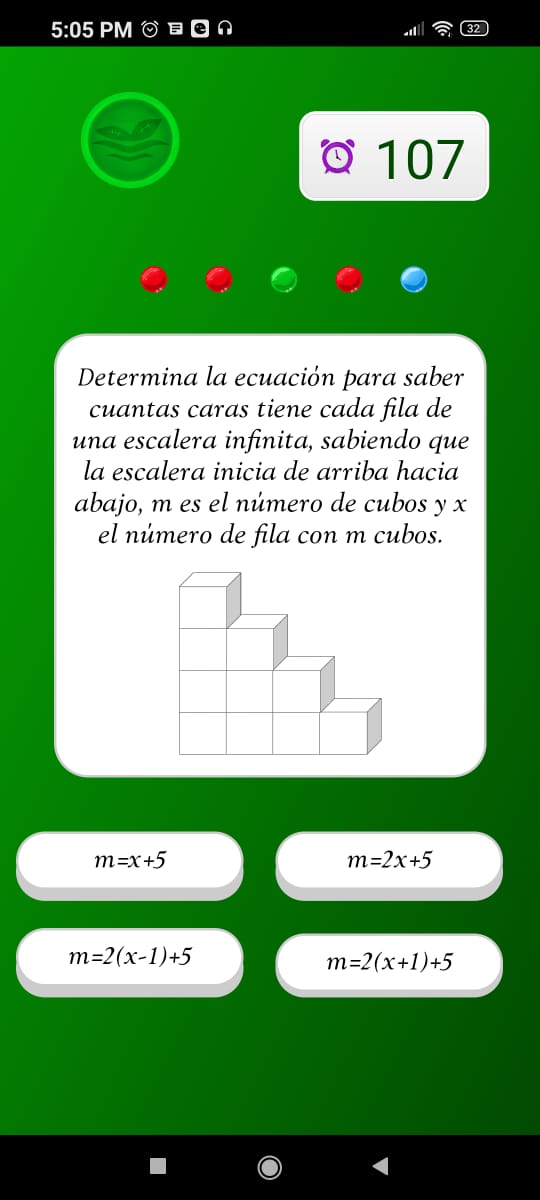 5:05 PM
32
107
Determina la ecuación para saber
cuantas caras tiene cada fila de
una escalera infinita, sabiendo que
la escalera inicia de arriba hacia
abajo, m es el número de cubos y x
el número de fila con m cubos.
m=x+5
m=2x+5
m=2(x-1)+5
m=2(x+1)+5